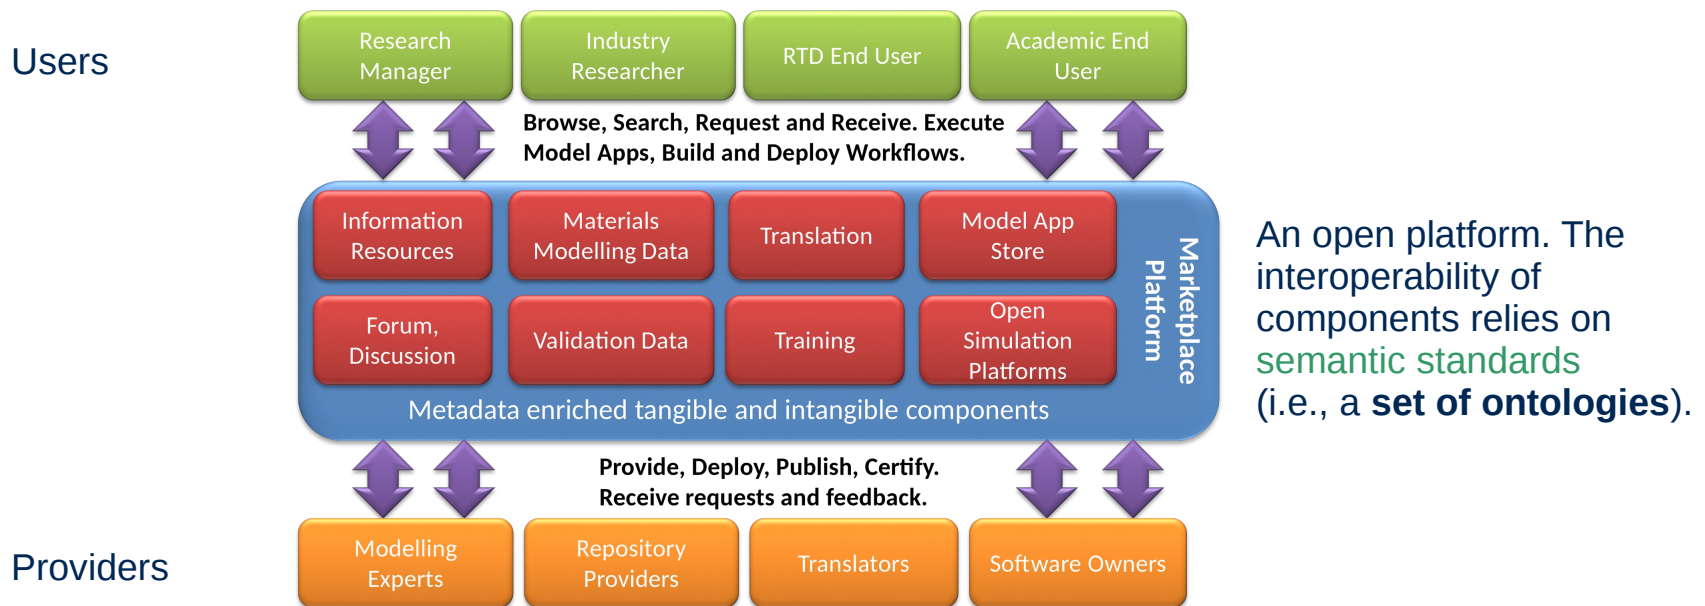 Users
Research
Manager
Industry
Researcher
RTD End User
Academic End
User
Browse, Search, Request and Receive. Execute
Model Apps, Build and Deploy Workflows.
Information
Resources
Materials
Modelling Data
Translation
Model App
Store
Forum,
Discussion
Validation Data
Training
Open
Simulation
Platforms
Marketplace
Platform
Metadata enriched tangible and intangible components
An open platform. The
interoperability of
components relies on
semantic standards
(i.e., a set of ontologies).
Provide, Deploy, Publish, Certify.
Receive requests and feedback.
Providers
Modelling
Experts
Repository
Providers
Translators
Software Owners